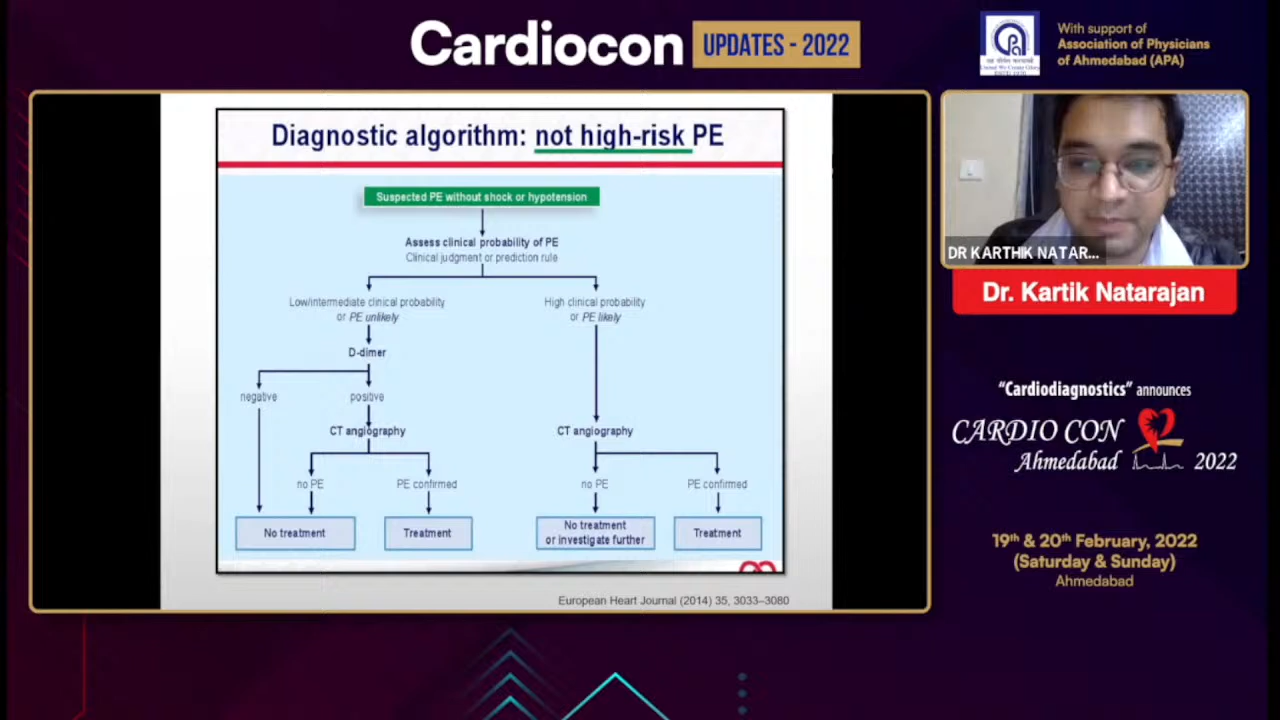 Cardiocon UPDATES - 2022
With support of
Association of Physicians
of Ahmedabad (APA)
Diagnostic algorithm: not high-risk PE
Suspected PE without shock or hypotension
Assess clinical probability of PE
Clinical judgment or prediction rule
Low/intermediate clinical probability
or PE unlikely
High clinical probability
or PE likely
D-dimer
negative
positive
CT angiography
CT angiography
no PE
PE confirmed
no PE
PE confirmed
No treatment
Treatment
No treatment
or investigate further
Treatment
European Heart Journal (2014) 35, 3033–3080
DR KARTHIK NATAR...
Dr. Kartik Natarajan
“Cardiodiagnostics” announces
CARDIO CON
Ahmedabad 2022
19th & 20th February, 2022
(Saturday & Sunday)
Ahmedabad